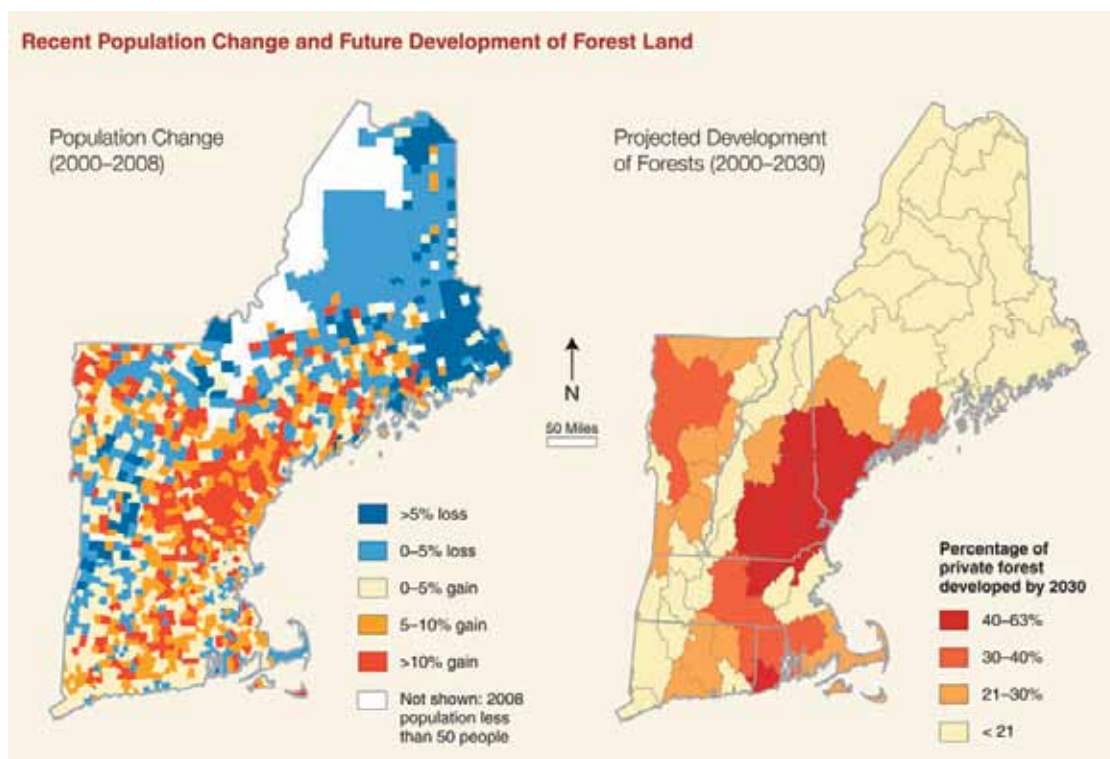 Recent Population Change and Future Development of Forest Land
Population Change
(2000–2008)
>5% loss
0–5% loss
0–5% gain
5–10% gain
>10% gain
Not shown: 2008
population less
than 50 people
N
50 Miles
Projected Development
of Forests (2000–2030)
Percentage of
private forest
developed by 2030
40–63%
30–40%
21–30%
< 21